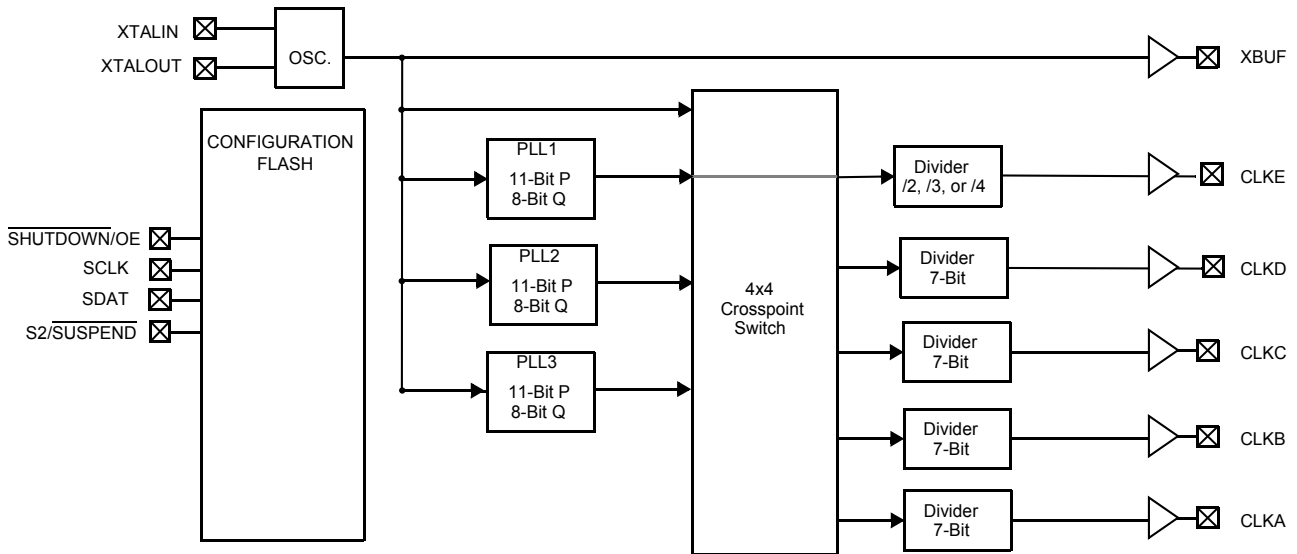 XTALIN
XTALOUT
OSC.
XBUF
CONFIGURATION
FLASH
SHUTDOWN/OE
SCLK
SDAT
S2/SUSPEND
PLL1
11-Bit P
8-Bit Q
PLL2
11-Bit P
8-Bit Q
PLL3
11-Bit P
8-Bit Q
4x4
Crosspoint
Switch
Divider
/2, /3, or /4
CLKE
Divider
7-Bit
CLKD
Divider
7-Bit
CLKC
Divider
7-Bit
CLKB
Divider
7-Bit
CLKA